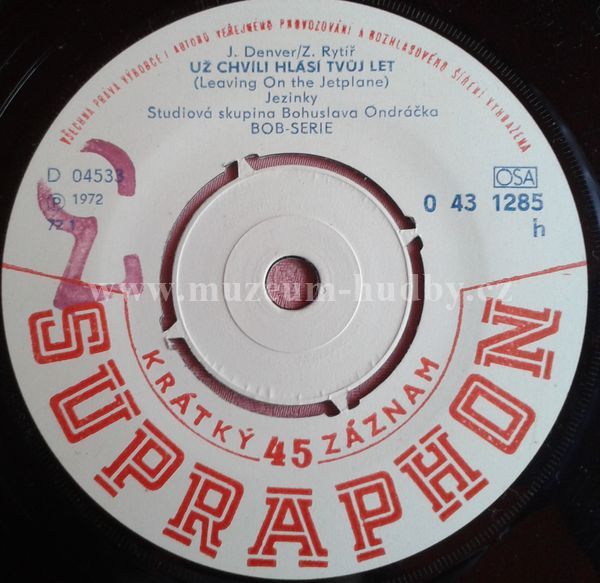 VŠECHNA PRÁVA VÝROBCE I AUTORŮ VEŘEJNÉHO PROVOZOVÁNÍ A ROZHLASOVÉHO ŠÍŘENÍ VYHRAZENA
J. Denver/Z. Rytíř
UŽ CHVÍLI HLÁSÍ TVŮJ LET
(Leaving On the Jetplane)
Jezinky
Studiová skupina Bohuslava Ondráčka
BOB-SERIE
D 04533
Ⓟ 1972
72 1
OSA
0 43 1285
h
www.muzeum-hudby.cz
KRÁTKÝ 45 ZÁZNAM
SUPRAPHON